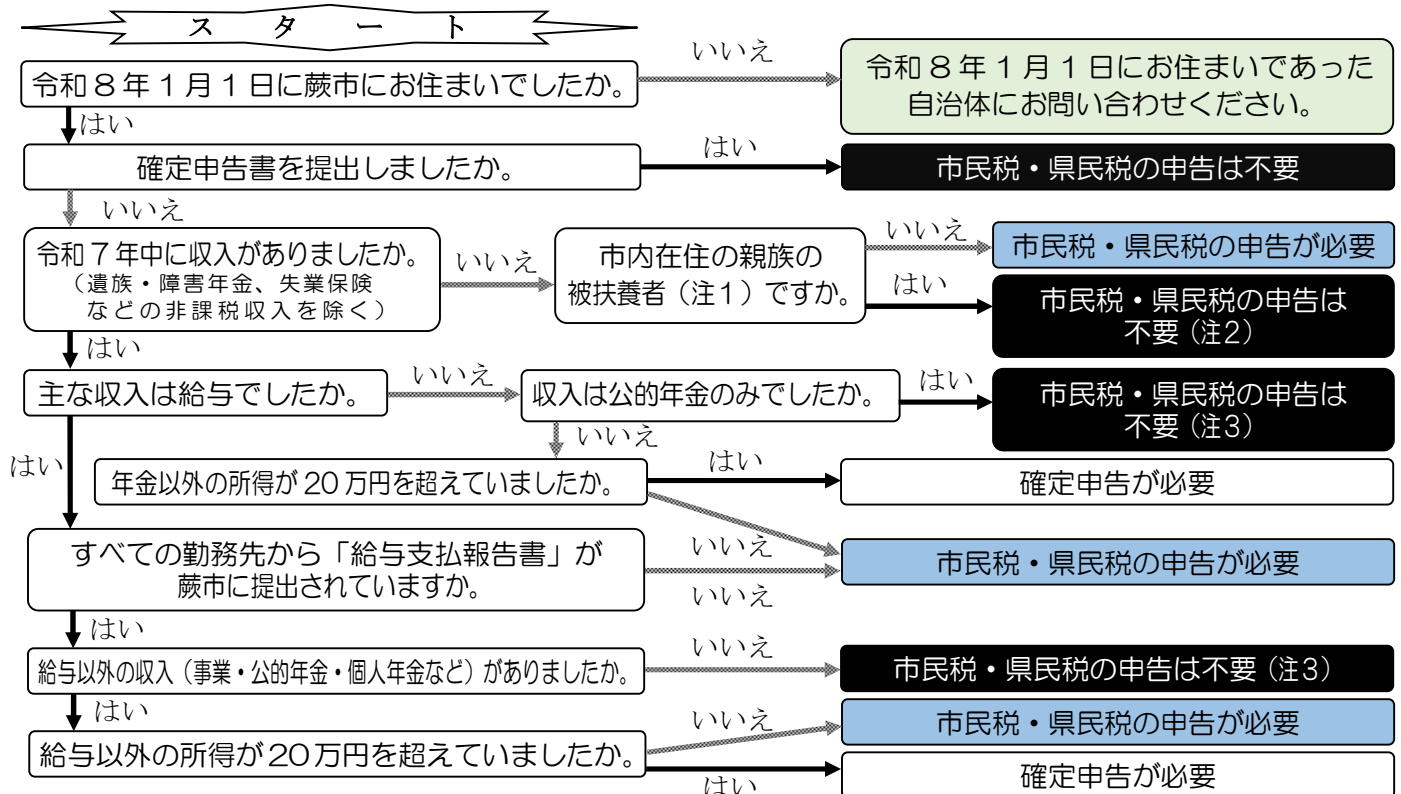 スタート
令和8年1月1日に蕨市にお住まいでしたか。
いいえ
令和8年1月1日にお住まいであった
自治体にお問い合わせください。
はい
確定申告書を提出しましたか。
はい
市民税・県民税の申告は不要
いいえ
令和7年中に収入がありましたか。
（遺族・障害年金、失業保険
などの非課税収入を除く）
いいえ
市内在住の親族の
被扶養者（注1）ですか。
いいえ
市民税・県民税の申告が必要
はい
市民税・県民税の申告は
不要（注2）
はい
主な収入は給与でしたか。
いいえ
収入は公的年金のみでしたか。
はい
市民税・県民税の申告は
不要（注3）
いいえ
はい
年金以外の所得が20万円を超えていましたか。
はい
確定申告が必要
すべての勤務先から「給与支払報告書」が
蕨市に提出されていますか。
いいえ
いいえ
市民税・県民税の申告が必要
はい
給与以外の収入（事業・公的年金・個人年金など）がありましたか。
いいえ
市民税・県民税の申告は不要（注3）
はい
給与以外の所得が20万円を超えていましたか。
いいえ
市民税・県民税の申告が必要
はい
確定申告が必要